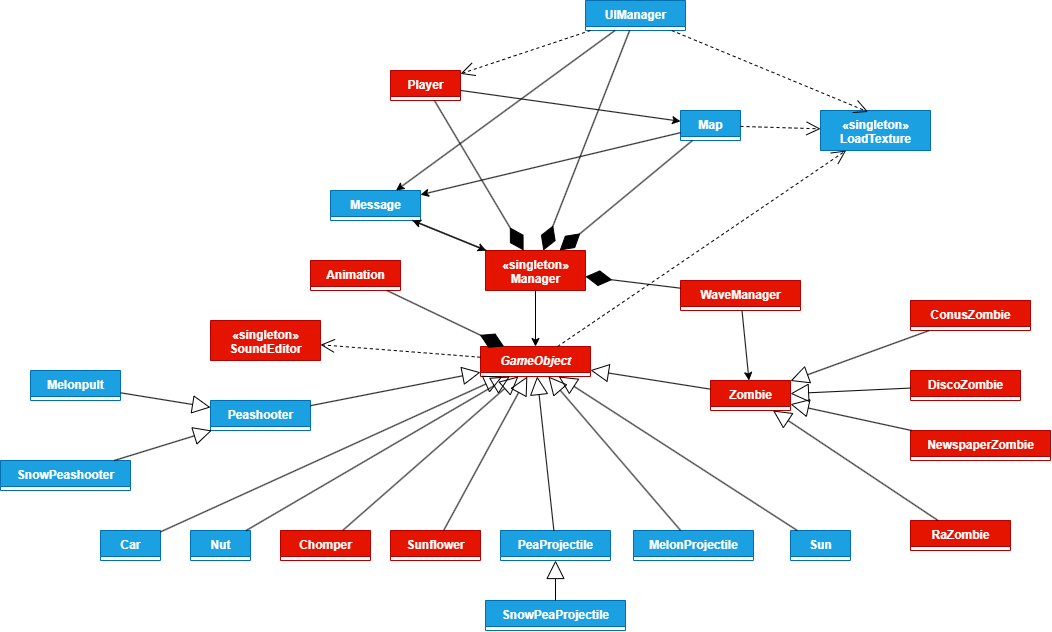 UIManager
Player
Map
«singleton»
LoadTexture
Message
«singleton»
Manager
Animation
WaveManager
ConusZombie
«singleton»
SoundEditor
GameObject
Melonpult
DiscoZombie
Zombie
Peashooter
NewspaperZombie
SnowPeashooter
RaZombie
Car
Nut
Chomper
Sunflower
PeaProjectile
MelonProjectile
Sun
SnowPeaProjectile